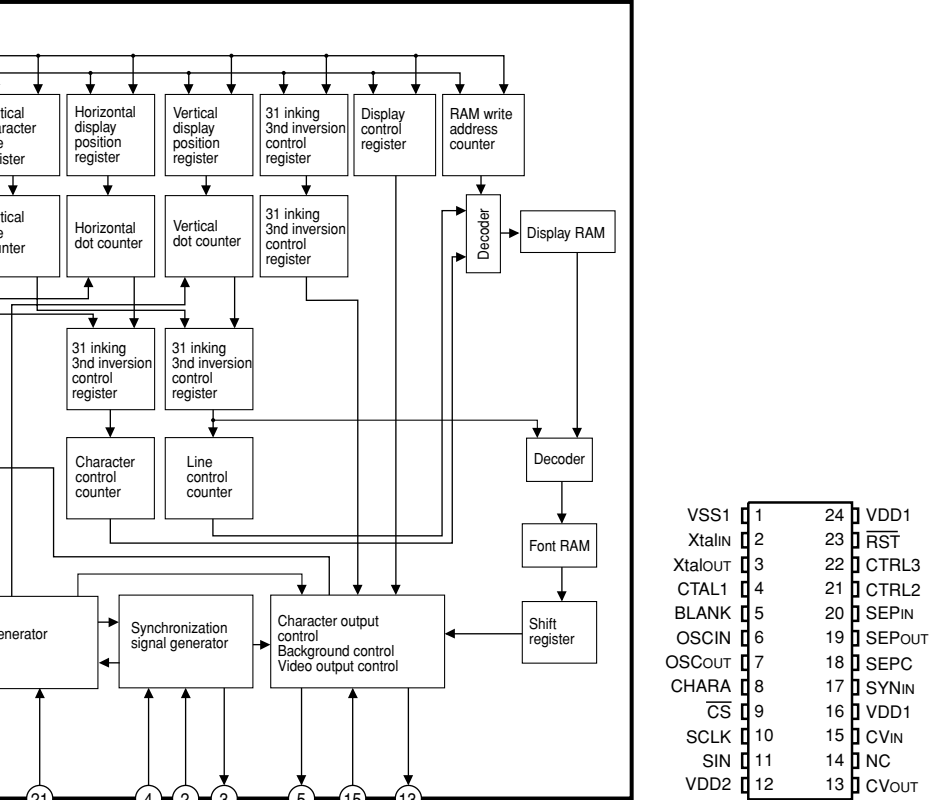 tical
aracter
e
ister
Horizontal
display
position
register
Vertical
display
position
register
31 inking
3nd inversion
control
register
Display
control
register
RAM write
address
counter
tical
e
unter
Horizontal
dot counter
Vertical
dot counter
31 inking
3nd inversion
control
register
Decoder
Display RAM
31 inking
3nd inversion
control
register
31 inking
3nd inversion
control
register
Character
control
counter
Line
control
counter
Decoder
Font RAM
Shift
register
enerator
Synchronization
signal generator
Character output
control
Background control
Video output control
21
4
2
3
5
15
13
VSS1 1 24 VDD1
XtalIN 2 23 RST
XtalOUT 3 22 CTRL3
CTAL1 4 21 CTRL2
BLANK 5 20 SEPIN
OSCIN 6 19 SEPOUT
OSCOUT 7 18 SEPC
CHARA 8 17 SYNIN
CS 9 16 VDD1
SCLK 10 15 CVIN
SIN 11 14 NC
VDD2 12 13 CVOUT